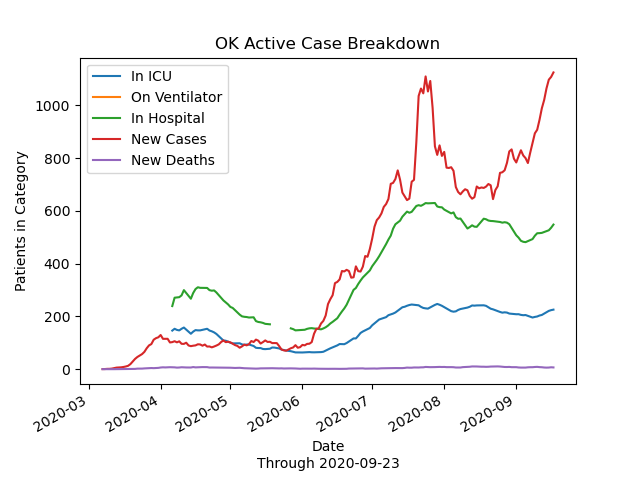 OK Active Case Breakdown
In ICU
On Ventilator
In Hospital
New Cases
New Deaths
Patients in Category
1000
800
600
400
200
0
2020-03
2020-04
2020-05
2020-06
2020-07
2020-08
2020-09
Date
Through 2020-09-23